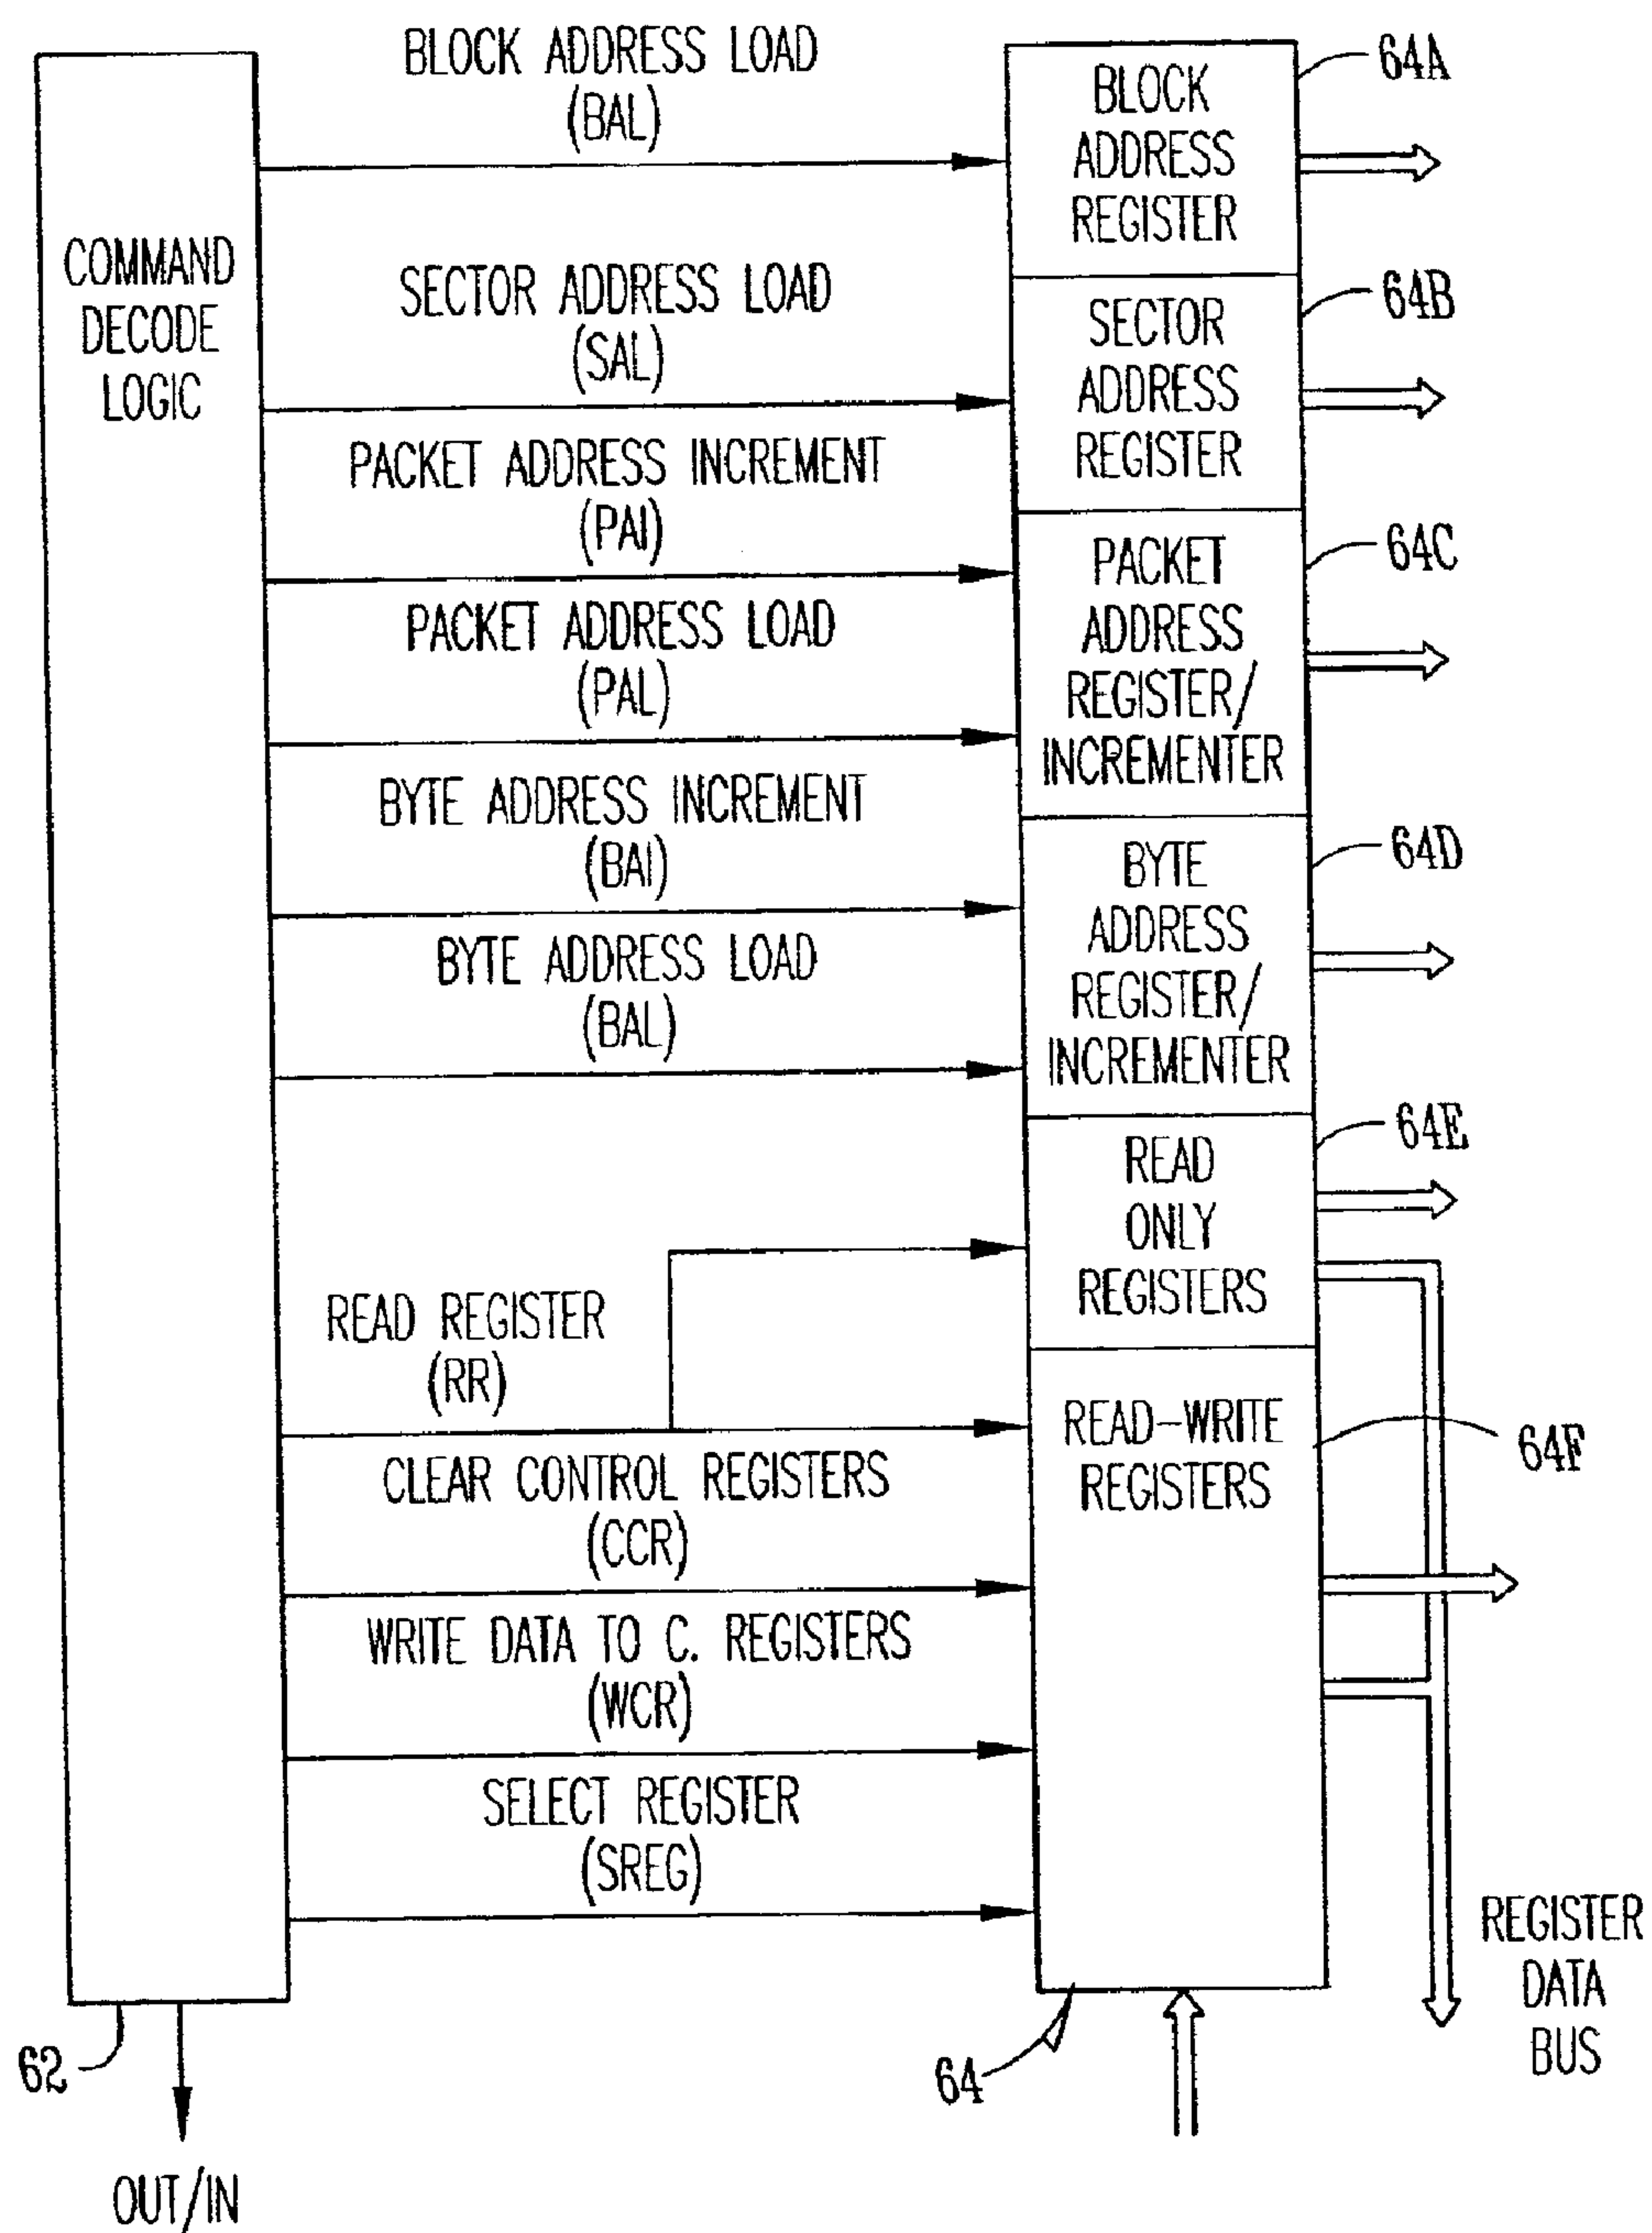 BLOCK ADDRESS LOAD
(BAL)
COMMAND
DECODE
LOGIC
SECTOR ADDRESS LOAD
(SAL)
PACKET ADDRESS INCREMENT
(PAI)
PACKET ADDRESS LOAD
(PAL)
BYTE ADDRESS INCREMENT
(BAI)
BYTE ADDRESS LOAD
(BAL)
READ REGISTER
(RR)
CLEAR CONTROL REGISTERS
(CCR)
WRITE DATA TO C. REGISTERS
(WCR)
SELECT REGISTER
(SREG)
BLOCK
ADDRESS
REGISTER
64A
SECTOR
ADDRESS
REGISTER
64B
PACKET
ADDRESS
REGISTER/
INCREMENTER
64C
BYTE
ADDRESS
REGISTER/
INCREMENTER
64D
READ
ONLY
REGISTERS
64E
READ-WRITE
REGISTERS
64F
REGISTER
DATA
BUS
62
64
OUT/IN